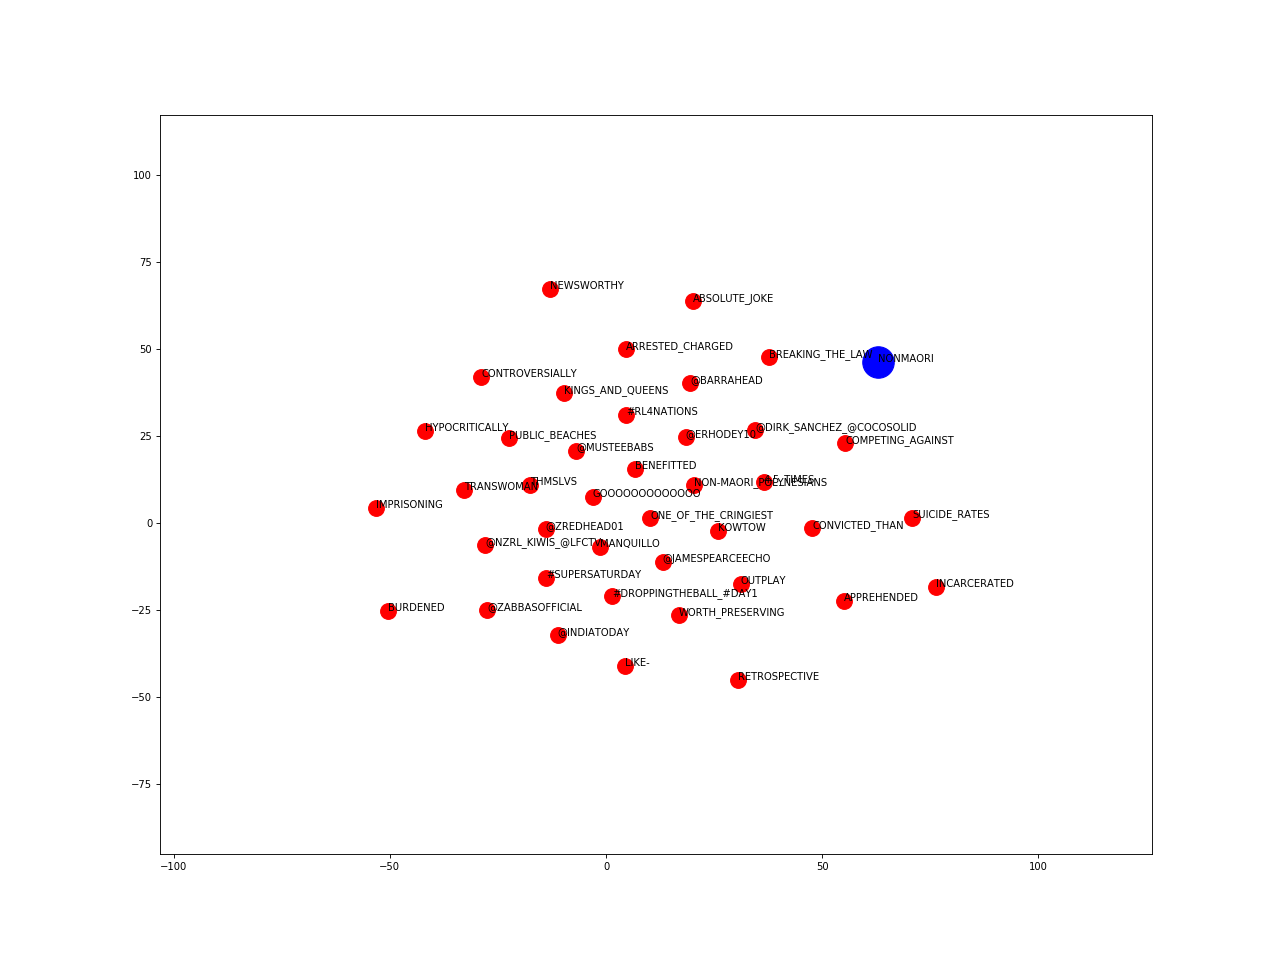 100
75
50
25
0
−25
−50
−75
−100
−50
0
50
100
NEWSWORTHY
ABSOLUTE_JOKE
ARRESTED_CHARGED
BREAKING_THE_LAW
NONMAORI
CONTROVERSIALLY
@BARRAHEAD
KINGS_AND_QUEENS
#RL4NATIONS
HYPOCRITICALLY
@DIRK_SANCHEZ_@COCOSOLID
PUBLIC_BEACHES
@ERHODEY10
COMPETING_AGAINST
@MUSTEEBABS
BENEFITTED
THMSLVS
NON-MAORI_POLYNESIANS
TRANSWOMAN
GOOOOOOOOOOOOO
IMPRISONING
ONE_OF_THE_CRINGIEST
SUICIDE_RATES
@ZREDHEAD01
KOWTOW
CONVICTED_THAN
@NZRL_KIWIS_@LFCTV
MANQUILLO
@JAMESPEARCEECHO
#SUPERSATURDAY
OUTPLAY
INCARCERATED
#DROPPINGTHEBALL_#DAY1
APPREHENDED
BURDENED
@ZABBASOFFICIAL
WORTH_PRESERVING
@INDIATODAY
LIKE-
RETROSPECTIVE